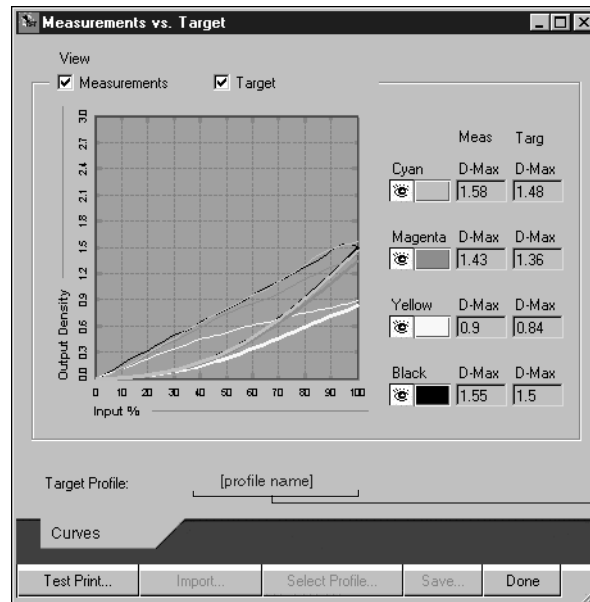 Measurements vs. Target
View
Measurements Target
3.0
2.7
2.4
2.1
1.8
1.5
1.2
0.9
0.6
0.3
0.0
Output Density
0 10 20 30 40 50 60 70 80 90 100
Input %
Meas Targ
Cyan D-Max D-Max
1.58 1.48
Magenta D-Max D-Max
1.43 1.36
Yellow D-Max D-Max
0.9 0.84
Black D-Max D-Max
1.55 1.5
Target Profile: [profile name]
Curves
Test Print... Import... Select Profile... Save... Done